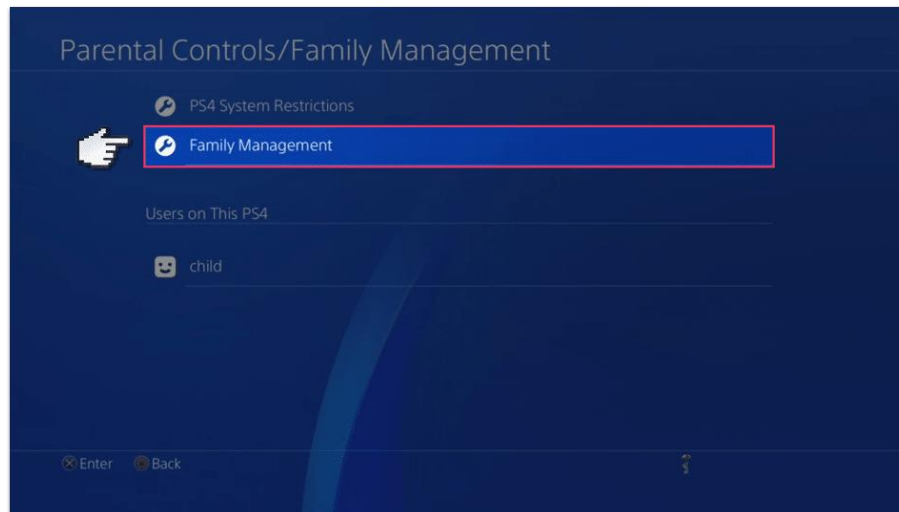 Parental Controls/Family Management
PS4 System Restrictions
Family Management
Users on This PS4
child
Enter Back